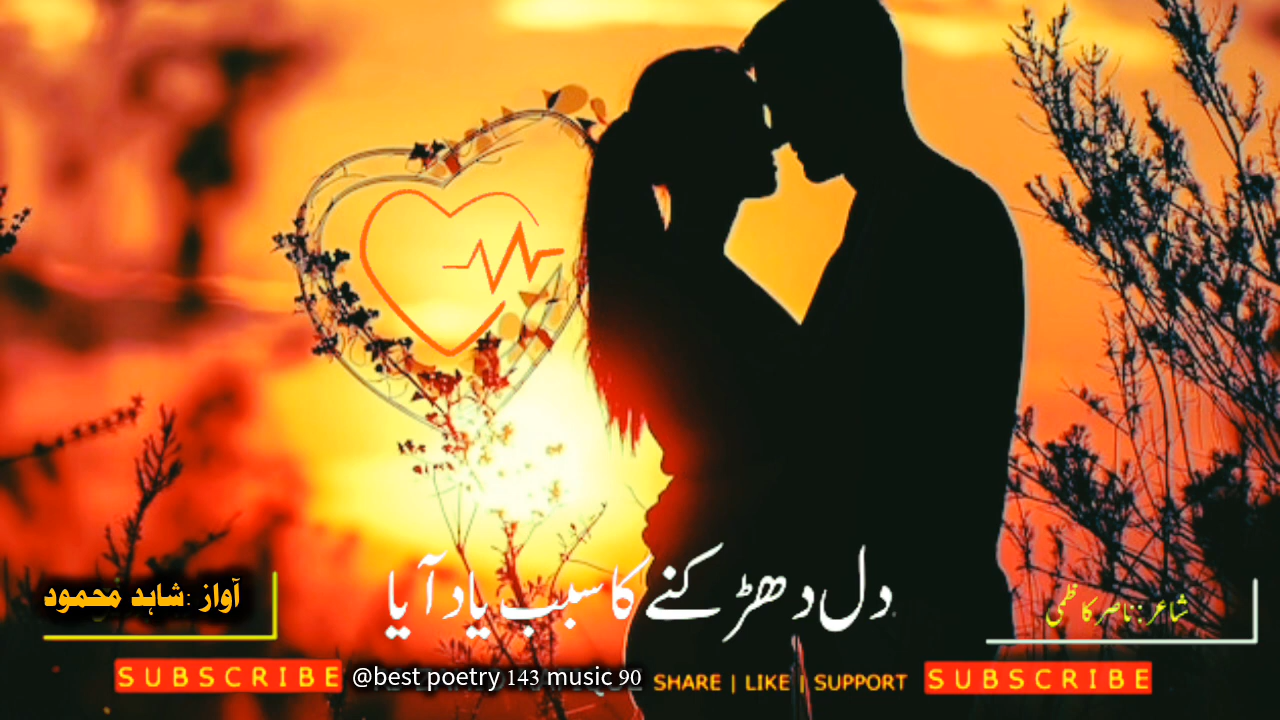 دل دھڑکنے کا سبب یاد آیا
شاعر: ناصر کاظمی
آواز :شاہد محمود
SUBSCRIBE
@best poetry 143 music 90
SHARE | LIKE | SUPPORT
SUBSCRIBE